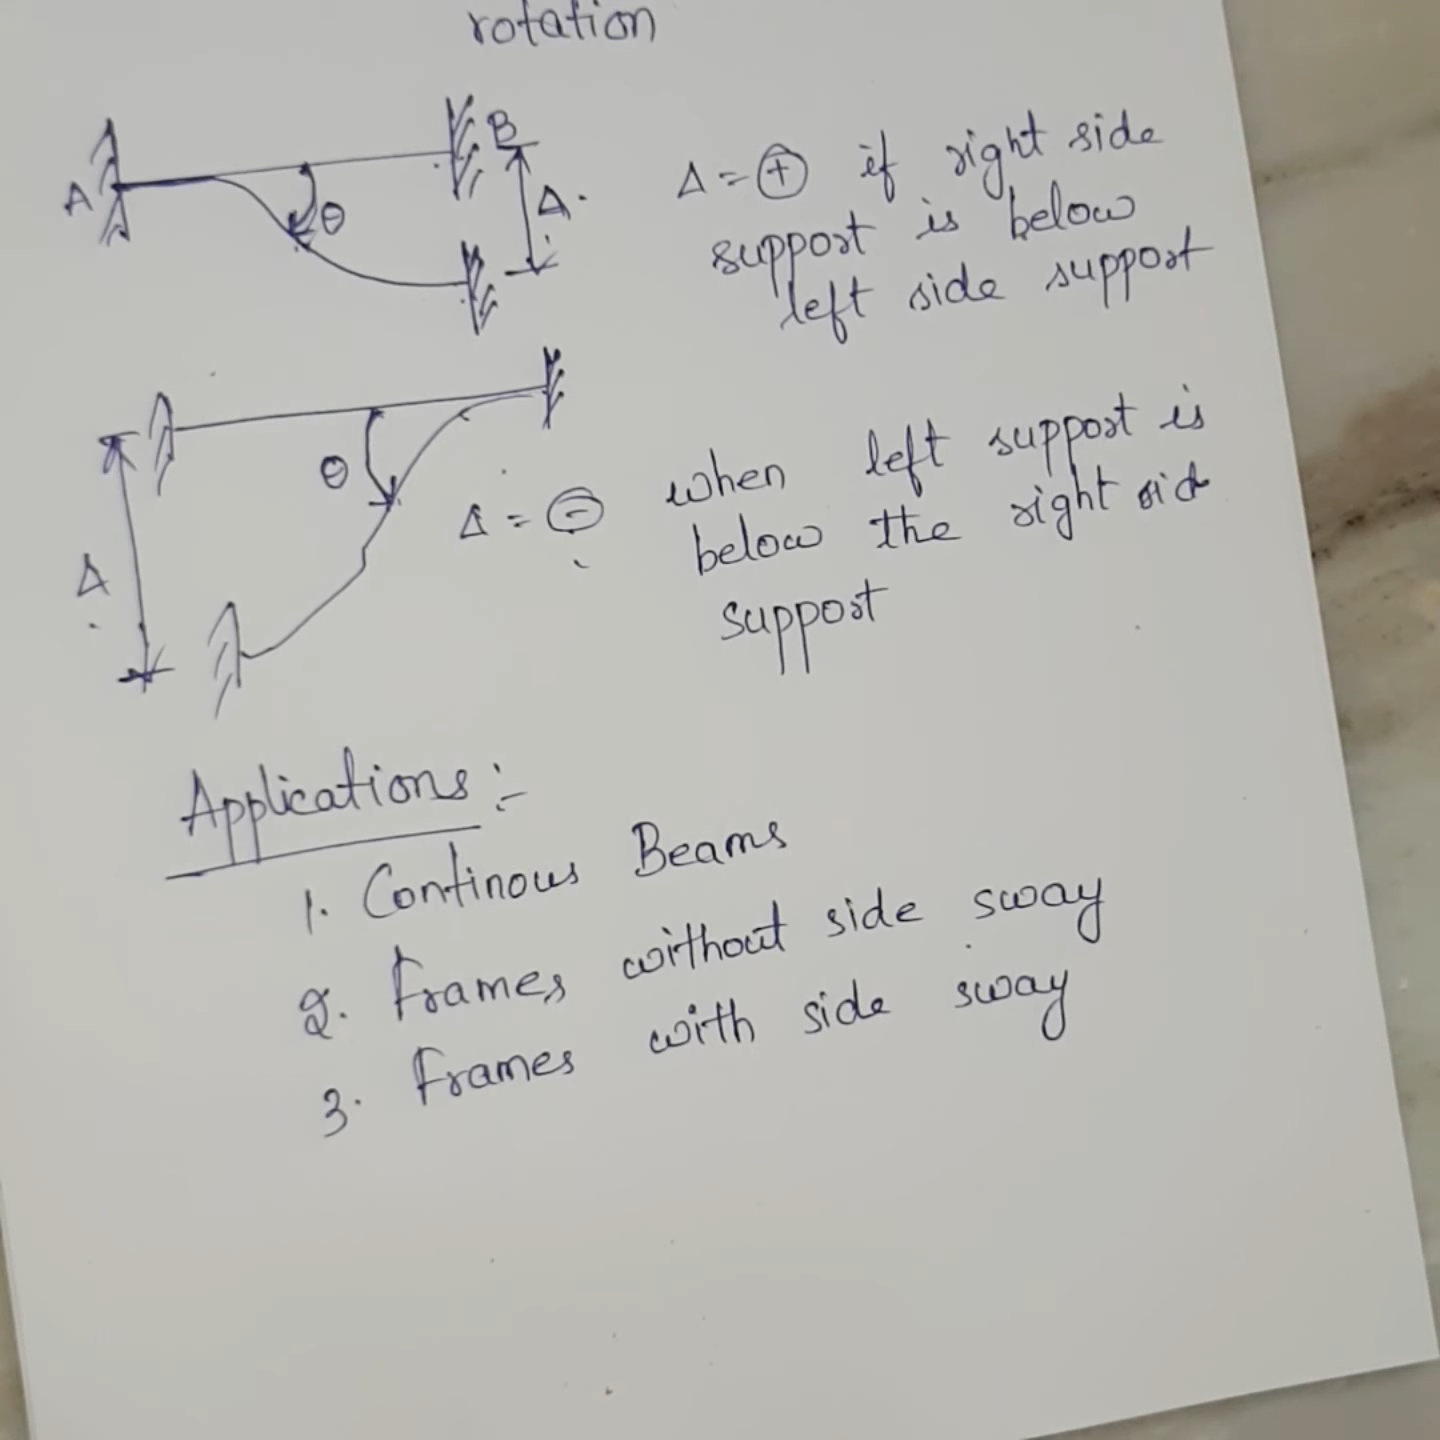 rotation
A
B
θ
Δ.
Δ = ⊕ if right side
support is below
left side support
θ
Δ
Δ = ⊖ when left support is
below the right sid
support
Applications :-
1. Continous Beams
2. Frames without side sway
3. Frames with side sway